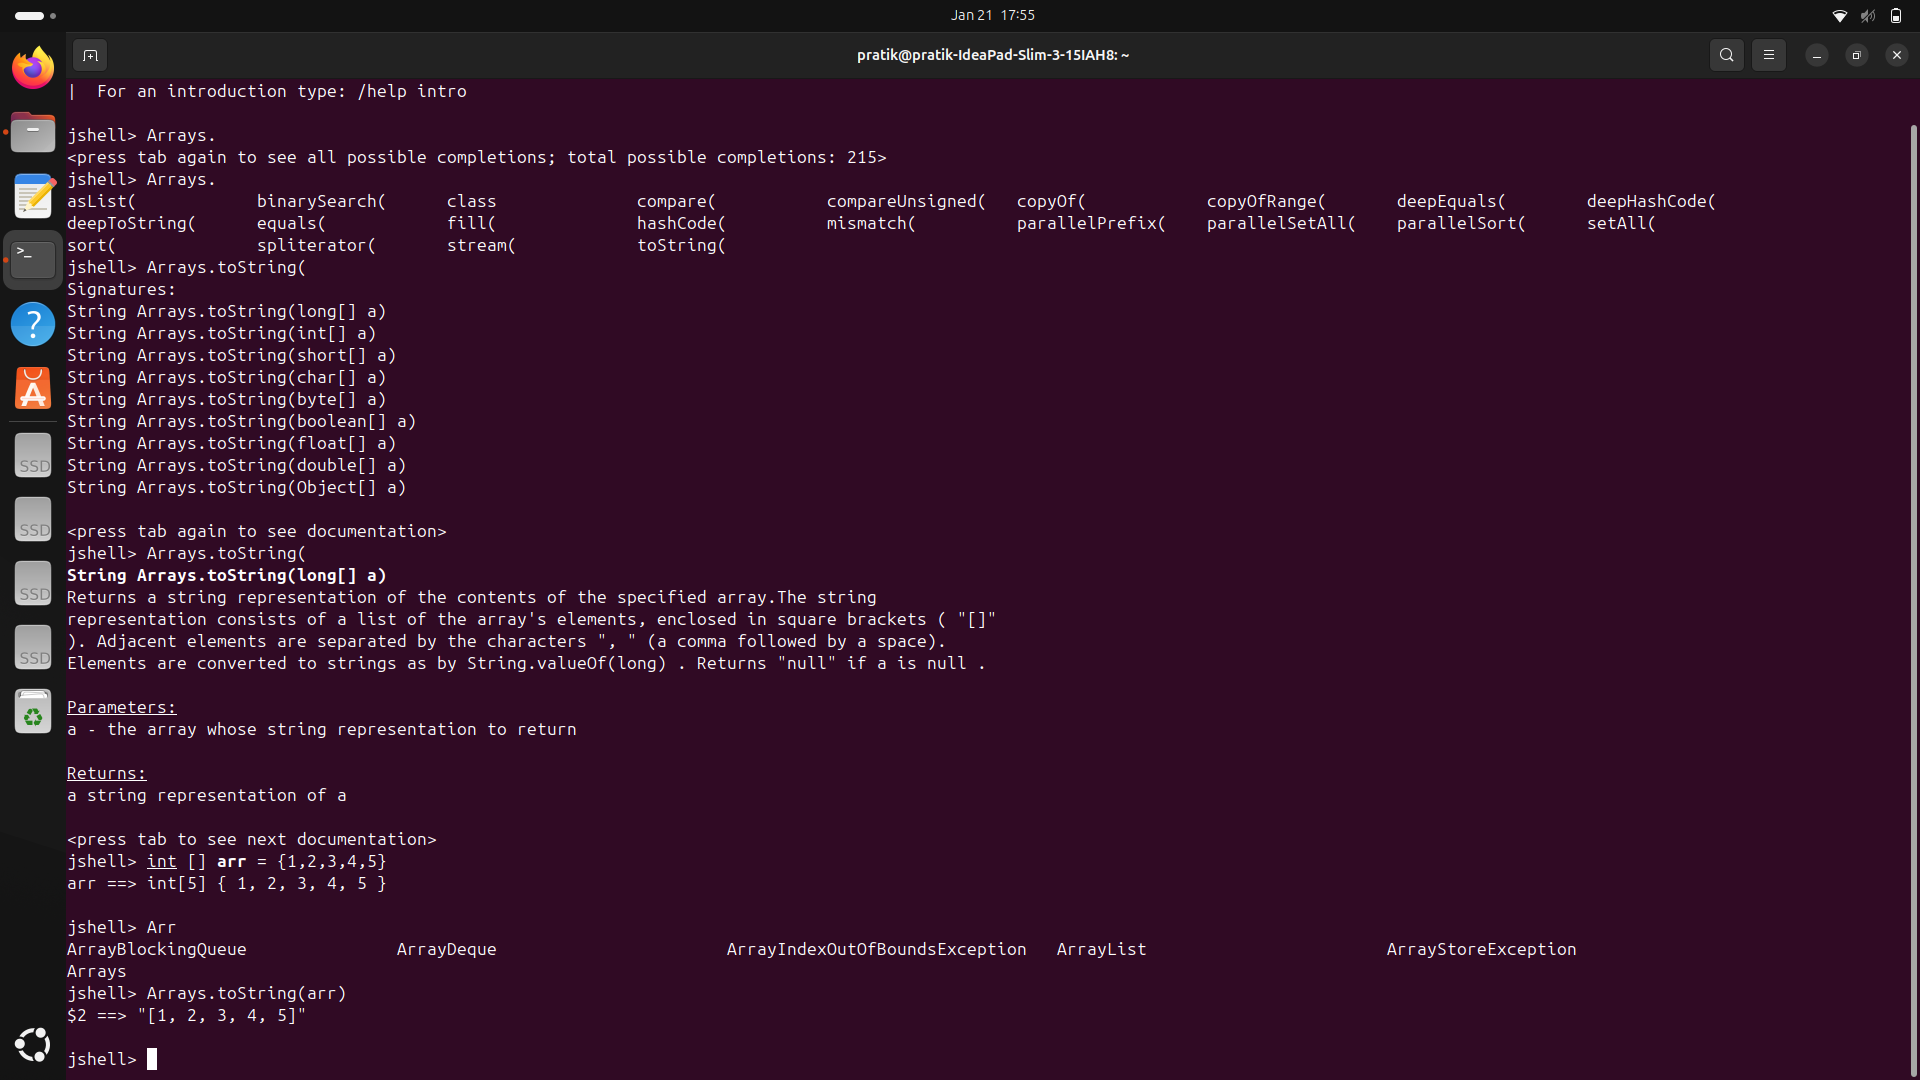 Jan 21 17:55
pratik@pratik-IdeaPad-Slim-3-15IAH8: ~
| For an introduction type: /help intro
jshell> Arrays.
<press tab again to see all possible completions; total possible completions: 215>
jshell> Arrays.
asList( binarySearch( class compare( compareUnsigned( copyOf( copyOfRange( deepEquals( deepHashCode(
deepToString( equals( fill( hashCode( mismatch( parallelPrefix( parallelSetAll( parallelSort( setAll(
sort( spliterator( stream( toString(
jshell> Arrays.toString(
Signatures:
String Arrays.toString(long[] a)
String Arrays.toString(int[] a)
String Arrays.toString(short[] a)
String Arrays.toString(char[] a)
String Arrays.toString(byte[] a)
String Arrays.toString(boolean[] a)
String Arrays.toString(float[] a)
String Arrays.toString(double[] a)
String Arrays.toString(Object[] a)
<press tab again to see documentation>
jshell> Arrays.toString(
String Arrays.toString(long[] a)
Returns a string representation of the contents of the specified array.The string
representation consists of a list of the array's elements, enclosed in square brackets ( "[]"
). Adjacent elements are separated by the characters ", " (a comma followed by a space).
Elements are converted to strings as by String.valueOf(long) . Returns "null" if a is null .
Parameters:
a - the array whose string representation to return
Returns:
a string representation of a
<press tab to see next documentation>
jshell> int [] arr = {1,2,3,4,5}
arr ==> int[5] { 1, 2, 3, 4, 5 }
jshell> Arr
ArrayBlockingQueue ArrayDeque ArrayIndexOutOfBoundsException ArrayList ArrayStoreException
Arrays
jshell> Arrays.toString(arr)
$2 ==> "[1, 2, 3, 4, 5]"
jshell>
SSD
SSD
SSD
SSD